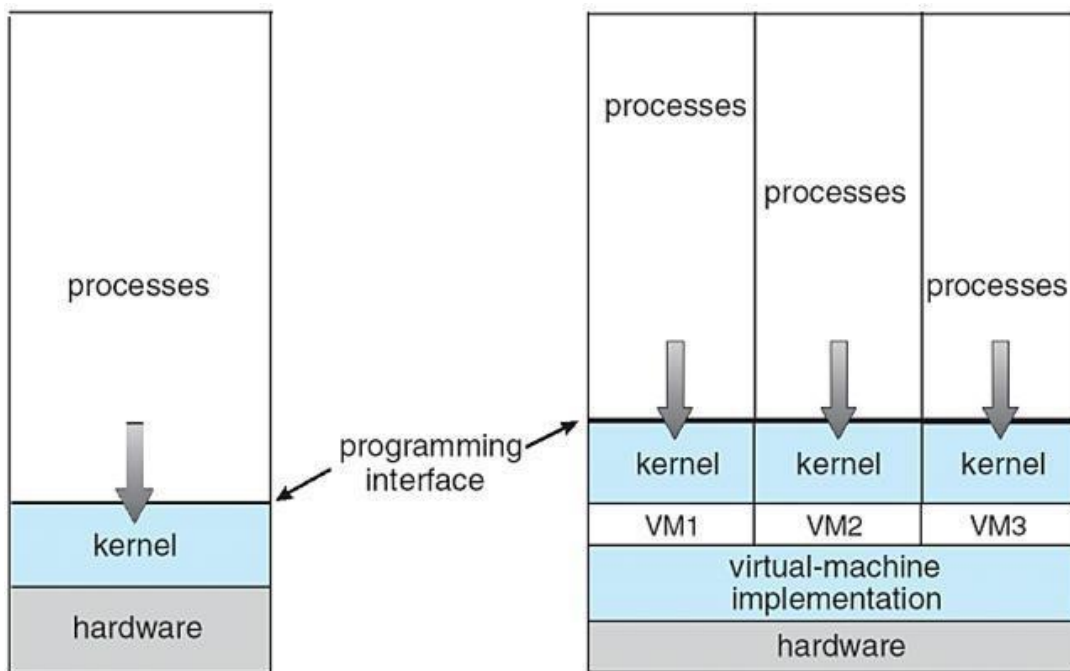 processes
kernel
hardware
programming
interface
processes
processes
processes
kernel kernel kernel
VM1 VM2 VM3
virtual-machine
implementation
hardware